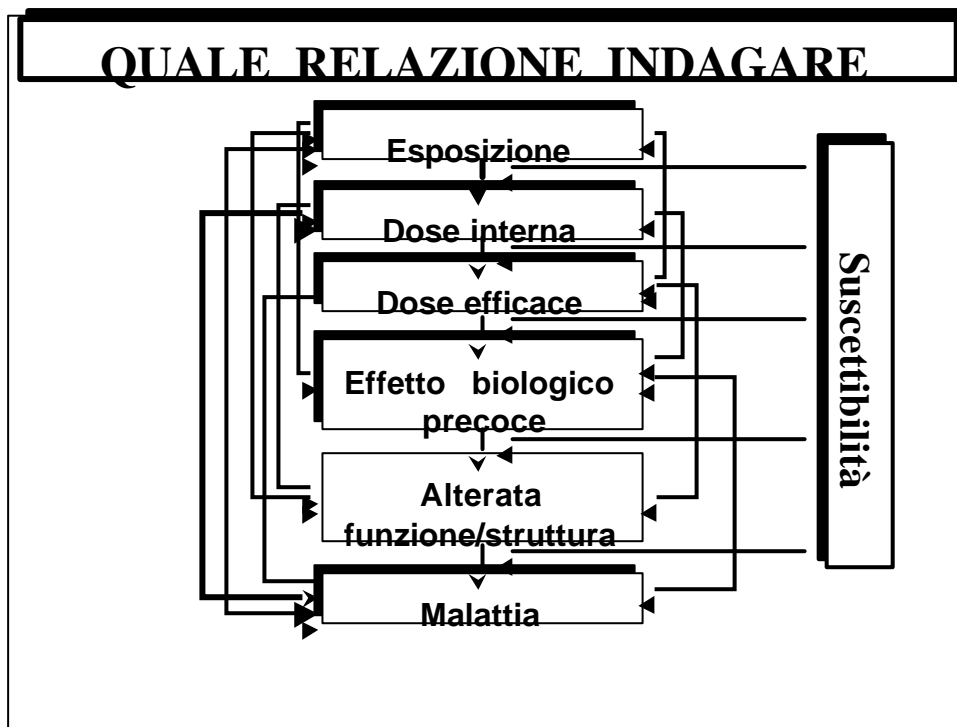 QUALE RELAZIONE INDAGARE
Esposizione
Dose interna
Dose efficace
Effetto biologico
precoce
Alterata
funzione/struttura
Malattia
Suscettibilità